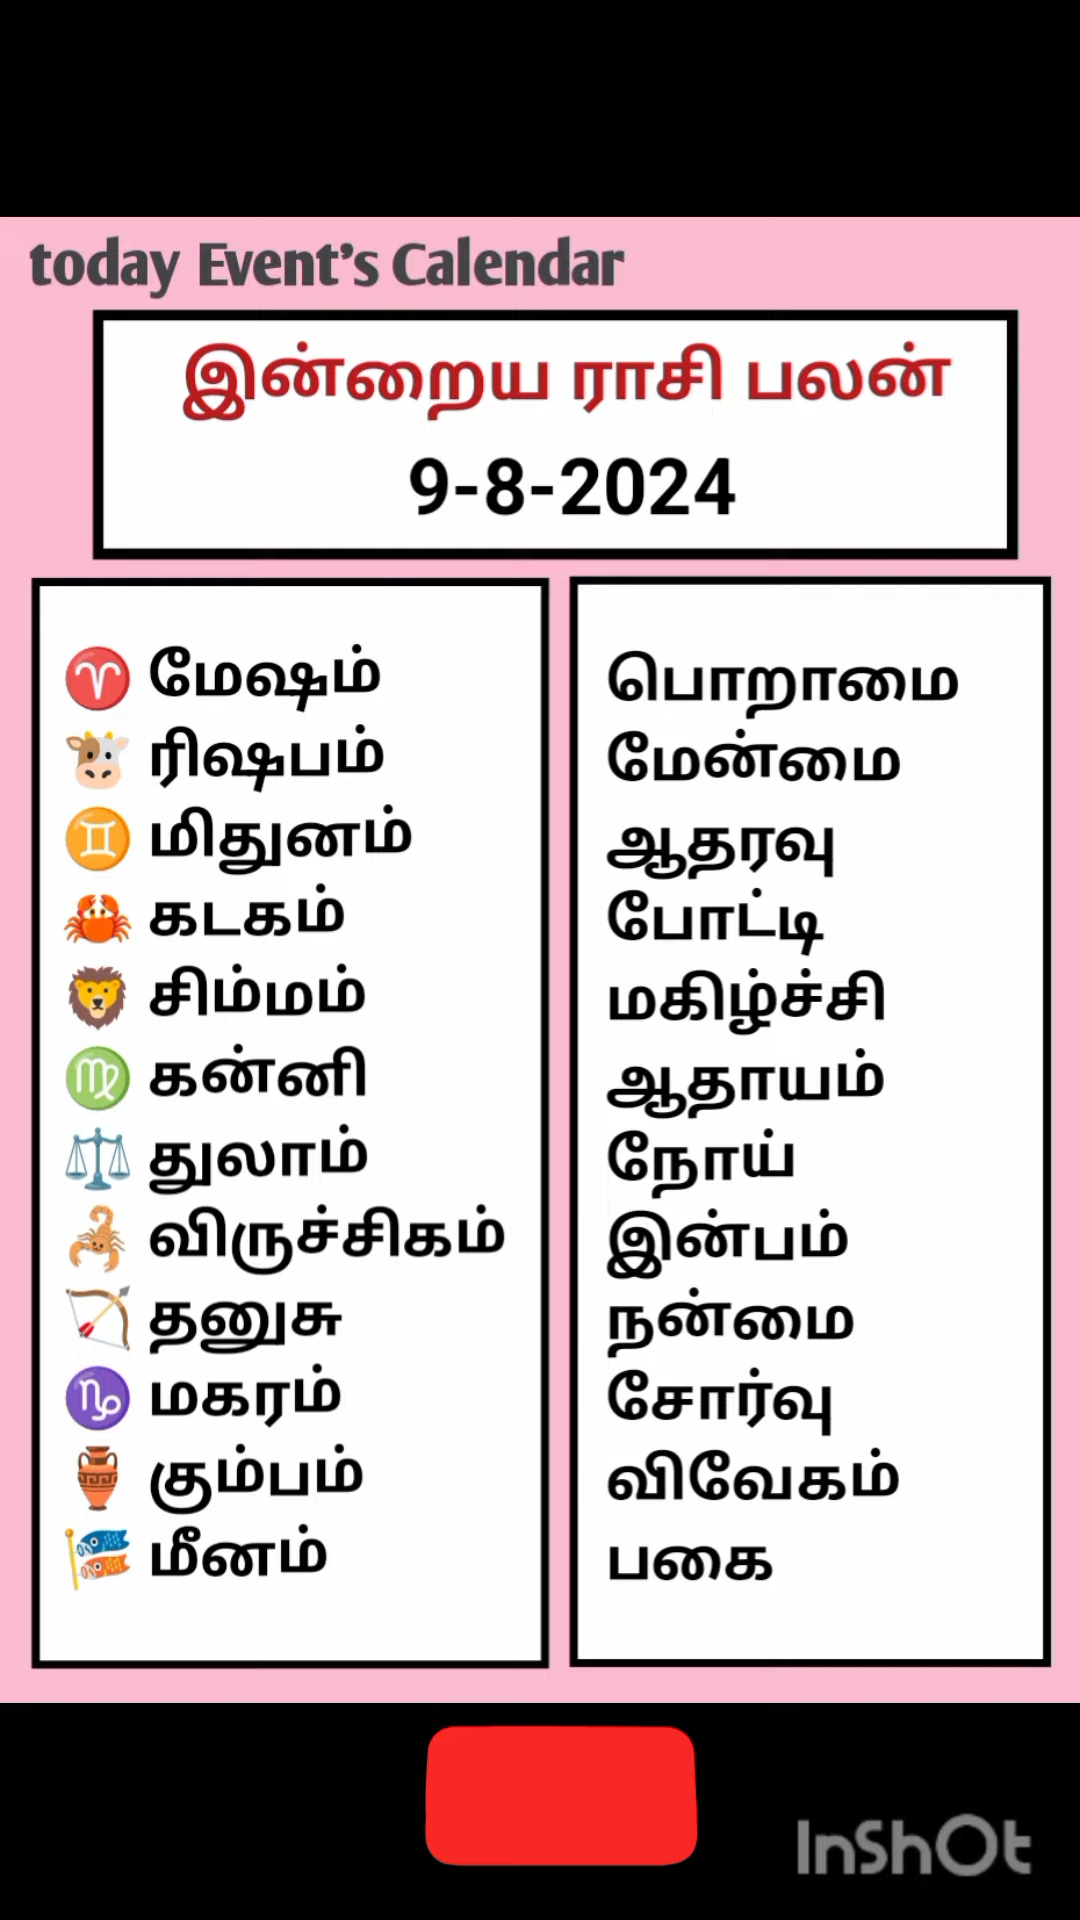 today Event's Calendar
இன்றைய ராசி பலன்
9-8-2024
♈ மேஷம்
பொறாமை
🐮 ரிஷபம்
மேன்மை
♊ மிதுனம்
ஆதரவு
🦀 கடகம்
போட்டி
🦁 சிம்மம்
மகிழ்ச்சி
♍ கன்னி
ஆதாயம்
⚖️ துலாம்
நோய்
🦂 விருச்சிகம்
இன்பம்
🏹 தனுசு
நன்மை
♑ மகரம்
சோர்வு
🏺 கும்பம்
விவேகம்
🎏 மீனம்
பகை
InShOt